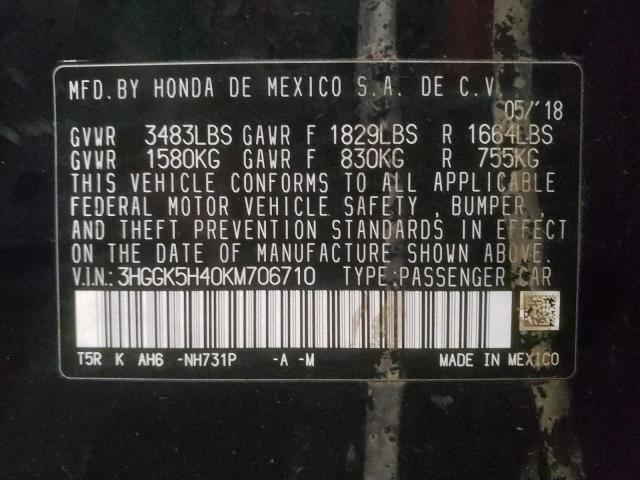 MFD. BY HONDA DE MEXICO S.A. DE C.V.
05/'18
GVWR 3483LBS GAWR F 1829LBS R 1664LBS
GVWR 1580KG GAWR F 830KG R 755KG
THIS VEHICLE CONFORMS TO ALL APPLICABLE
FEDERAL MOTOR VEHICLE SAFETY , BUMPER ,
AND THEFT PREVENTION STANDARDS IN EFFECT
ON THE DATE OF MANUFACTURE SHOWN ABOVE.
V.I.N.: 3HGGK5H40KM706710 TYPE:PASSENGER CAR
T5R K AH6 -NH731P -A -M MADE IN MEXICO